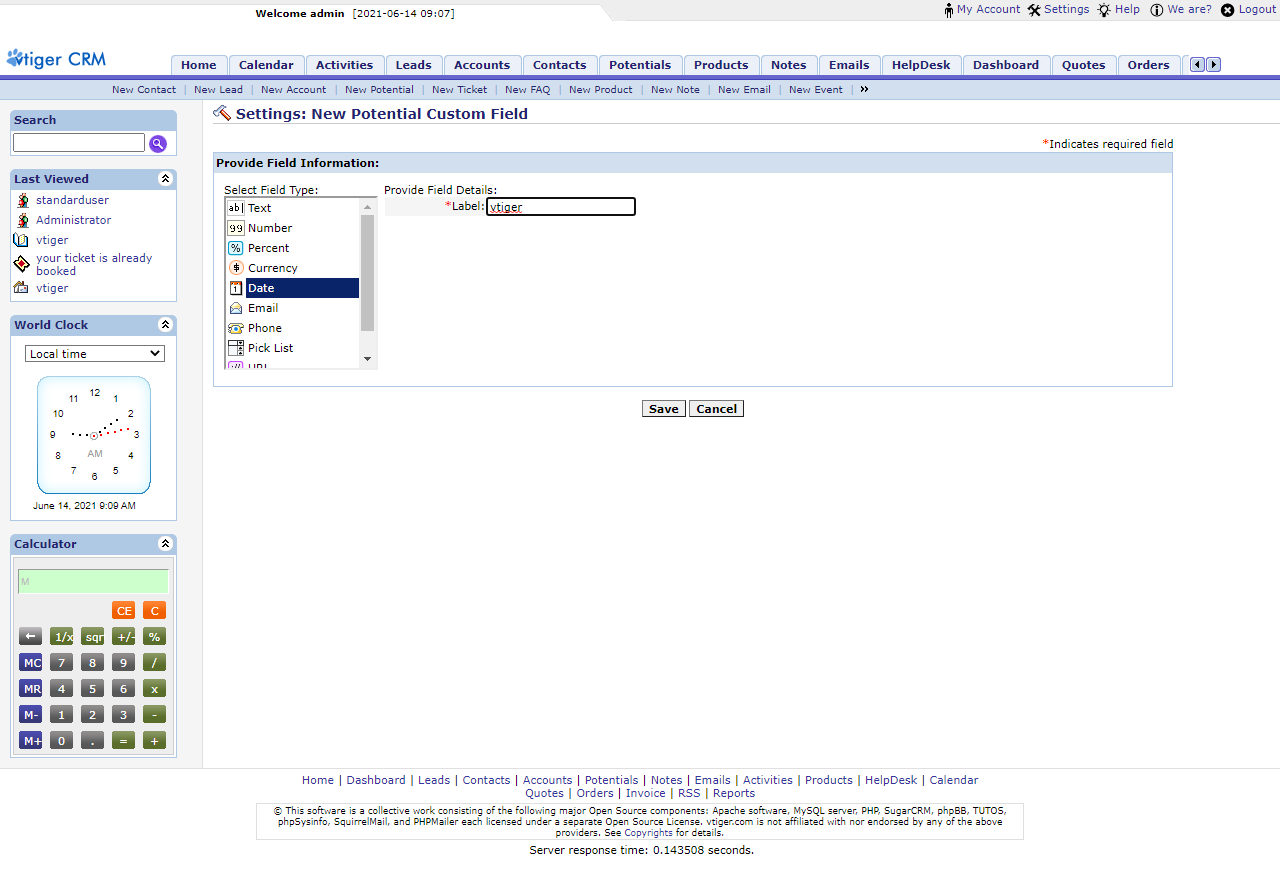 Welcome admin [2021-06-14 09:07]
My Account Settings Help We are? Logout
vtiger CRM
Home Calendar Activities Leads Accounts Contacts Potentials Products Notes Emails HelpDesk Dashboard Quotes Orders
New Contact | New Lead | New Account | New Potential | New Ticket | New FAQ | New Product | New Note | New Email | New Event | »
Search
Last Viewed
standarduser
Administrator
vtiger
your ticket is already
booked
vtiger
World Clock
Local time
12
11 1
10 2
9 3
AM
8 4
7 5
6
June 14, 2021 9:09 AM
Calculator
M
CE C
← 1/x sqr +/- %
MC 7 8 9 /
MR 4 5 6 x
M- 1 2 3 -
M+ 0 . = +
Settings: New Potential Custom Field
*Indicates required field
Provide Field Information:
Select Field Type:
ab| Text
99 Number
% Percent
$ Currency
1 Date
Email
Phone
Pick List
URL
Provide Field Details:
*Label: vtiger
Save Cancel
Home | Dashboard | Leads | Contacts | Accounts | Potentials | Notes | Emails | Activities | Products | HelpDesk | Calendar
Quotes | Orders | Invoice | RSS | Reports
© This software is a collective work consisting of the following major Open Source components: Apache software, MySQL server, PHP, SugarCRM, phpBB, TUTOS,
phpSysinfo, SquirrelMail, and PHPMailer each licensed under a separate Open Source License. vtiger.com is not affiliated with nor endorsed by any of the above
providers. See Copyrights for details.
Server response time: 0.143508 seconds.